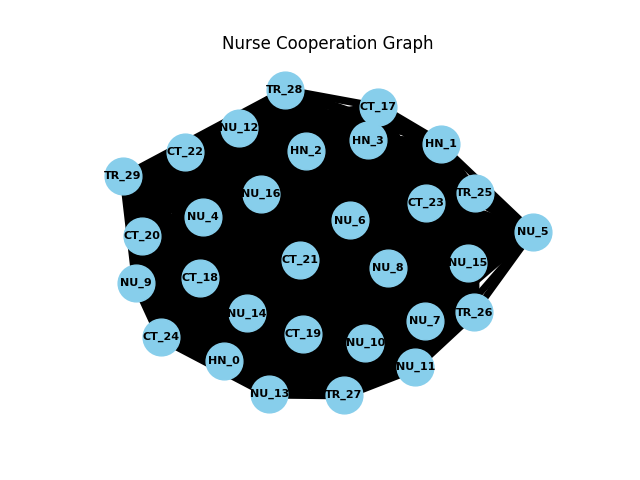 Nurse Cooperation Graph
TR_28
CT_17
NU_12
HN_3
HN_1
CT_22
HN_2
TR_29
NU_16
TR_25
CT_23
NU_4
NU_6
NU_5
CT_20
CT_21
NU_15
NU_8
CT_18
NU_9
NU_14
TR_26
NU_7
CT_19
CT_24
NU_10
HN_0
NU_11
NU_13
TR_27